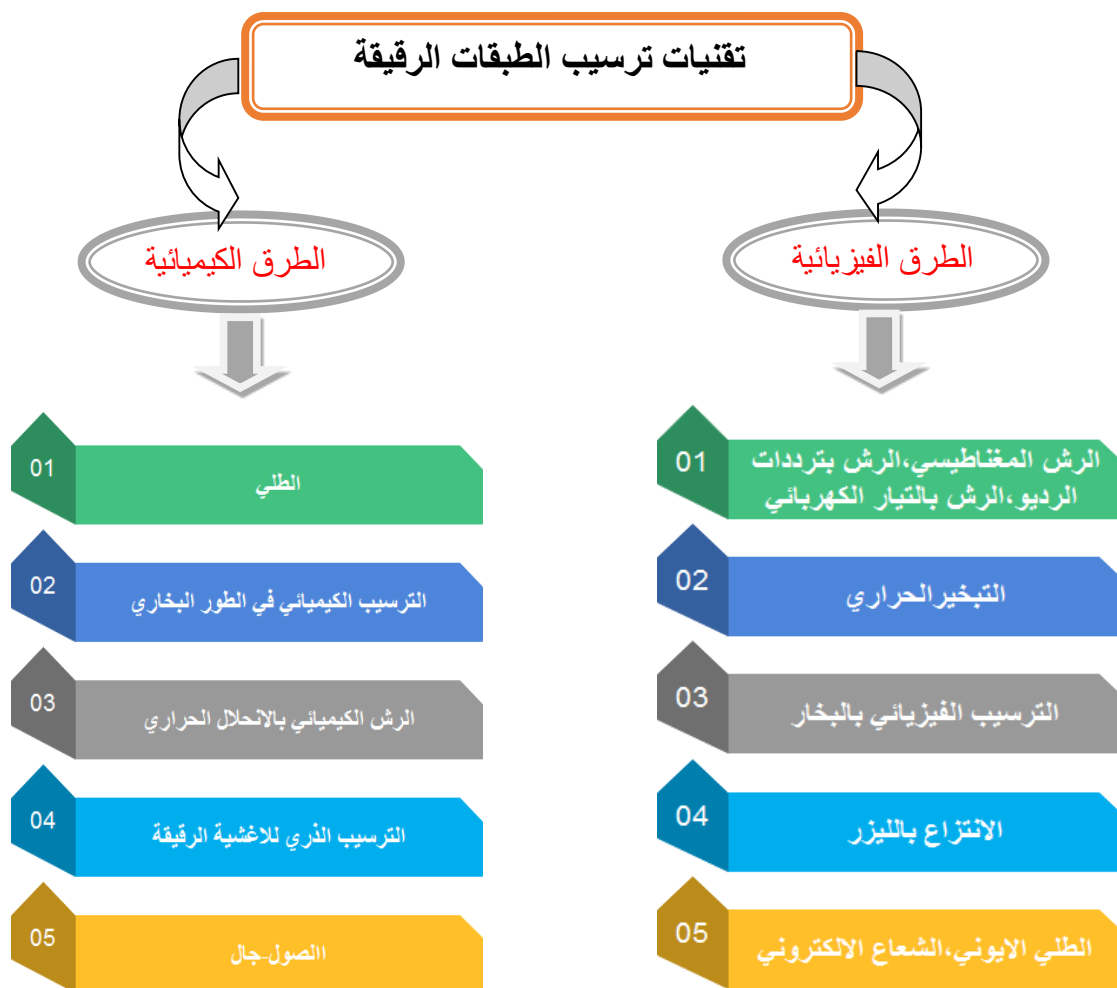 تقنيات ترسيب الطبقات الرقيقة
الطرق الفيزيائية
01
الرش المغناطيسي،الرش بترددات
الرديو،الرش بالتيار الكهربائي
02
التبخيرالحراري
03
الترسيب الفيزيائي بالبخار
04
الانتزاع بالليزر
05
الطلي الايوني،الشعاع الالكتروني
الطرق الكيميائية
01
الطلي
02
الترسيب الكيميائي في الطور البخاري
03
الرش الكيميائي بالانحلال الحراري
04
الترسيب الذري للاغشية الرقيقة
05
االصول-جال